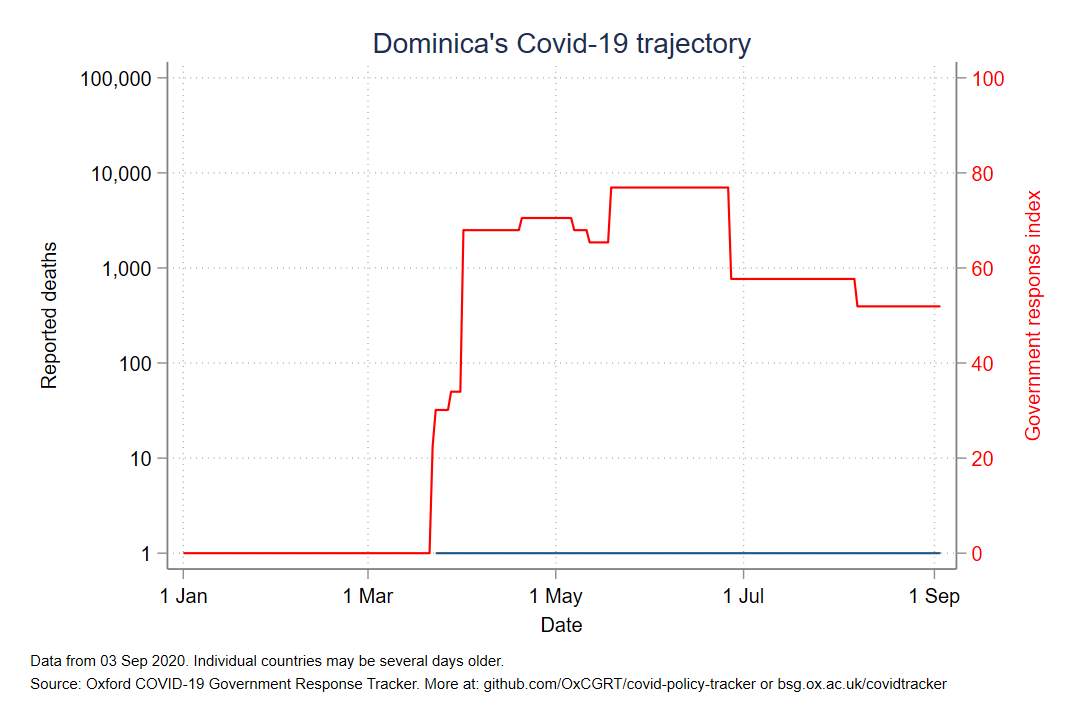 Dominica's Covid-19 trajectory
100,000
10,000
1,000
100
10
1
Reported deaths
100
80
60
40
20
0
Government response index
1 Jan
1 Mar
1 May
1 Jul
1 Sep
Date
Data from 03 Sep 2020. Individual countries may be several days older.
Source: Oxford COVID-19 Government Response Tracker. More at: github.com/OxCGRT/covid-policy-tracker or bsg.ox.ac.uk/covidtracker